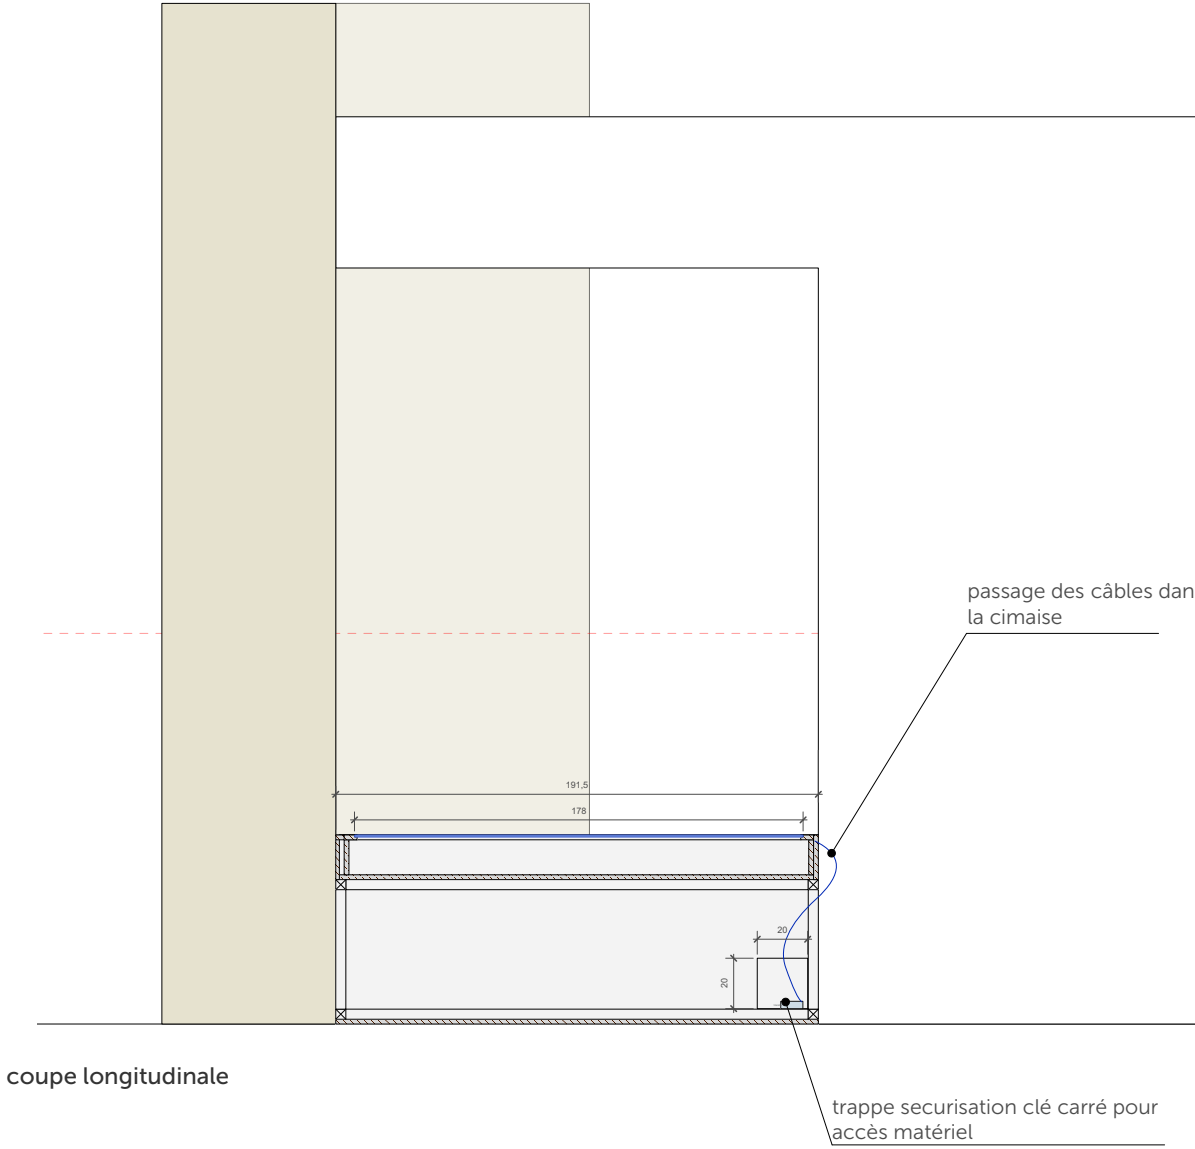 passage des câbles dan
la cimaise
191,5
178
20
20
coupe longitudinale
trappe securisation clé carré pour
accès matériel